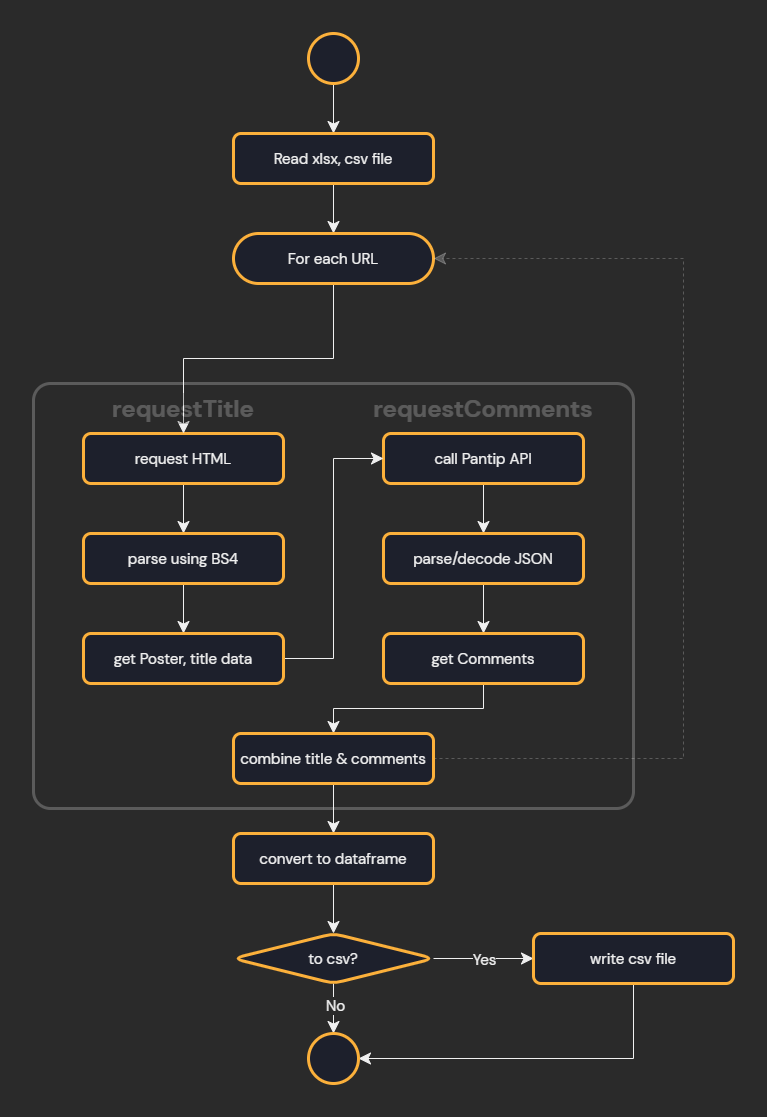 Read xlsx, csv file
For each URL
requestTitle
requestComments
request HTML
call Pantip API
parse using BS4
parse/decode JSON
get Poster, title data
get Comments
combine title & comments
convert to dataframe
to csv?
Yes
write csv file
No